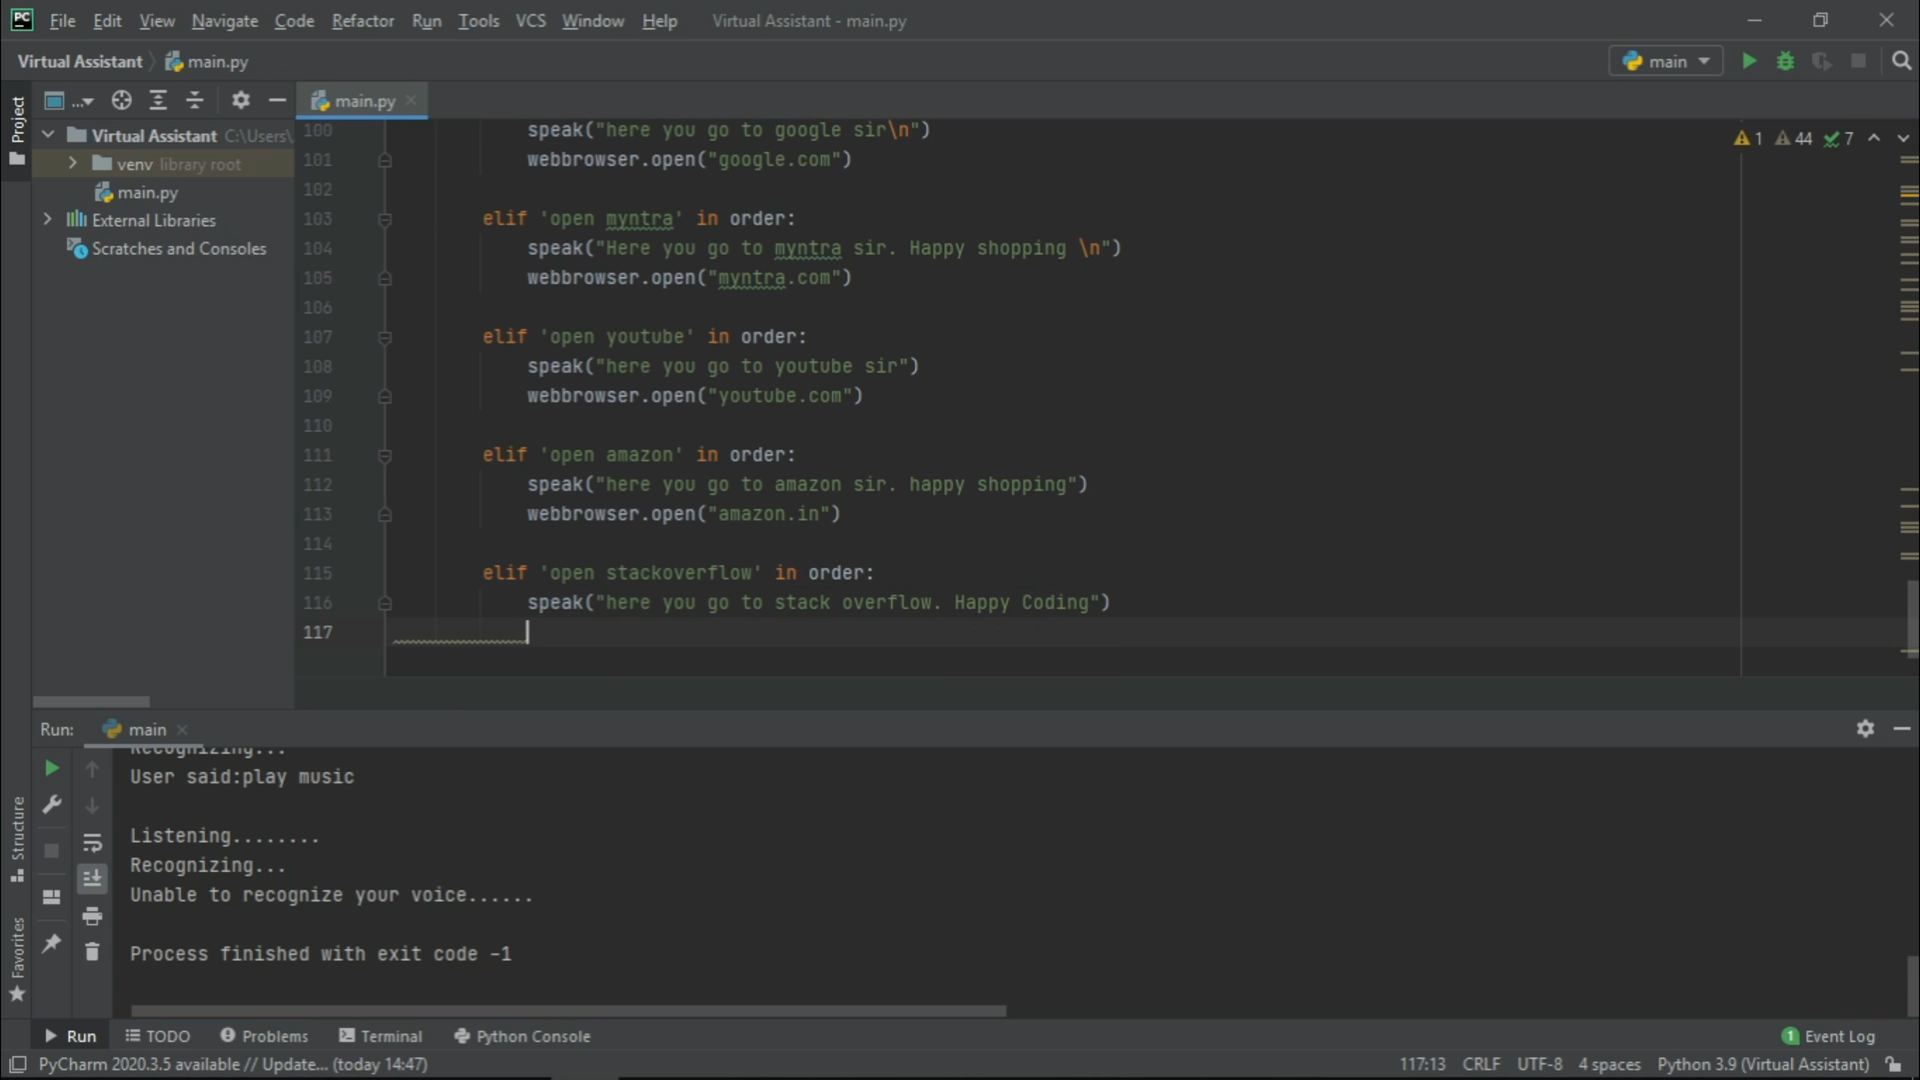 PC File Edit View Navigate Code Refactor Run Tools VCS Window Help Virtual Assistant - main.py
Virtual Assistant main.py main
Project ... main.py
Virtual Assistant C:\Users\
venv library root
main.py
External Libraries
Scratches and Consoles
1 44 7
100 speak("here you go to google sir\n")
101 webbrowser.open("google.com")
102
103 elif 'open myntra' in order:
104 speak("Here you go to myntra sir. Happy shopping \n")
105 webbrowser.open("myntra.com")
106
107 elif 'open youtube' in order:
108 speak("here you go to youtube sir")
109 webbrowser.open("youtube.com")
110
111 elif 'open amazon' in order:
112 speak("here you go to amazon sir. happy shopping")
113 webbrowser.open("amazon.in")
114
115 elif 'open stackoverflow' in order:
116 speak("here you go to stack overflow. Happy Coding")
117
Run: main
Recognizing...
User said:play music
Listening........
Recognizing...
Unable to recognize your voice......
Process finished with exit code -1
Structure
Favorites
Run TODO Problems Terminal Python Console 1 Event Log
PyCharm 2020.3.5 available // Update... (today 14:47) 117:13 CRLF UTF-8 4 spaces Python 3.9 (Virtual Assistant)